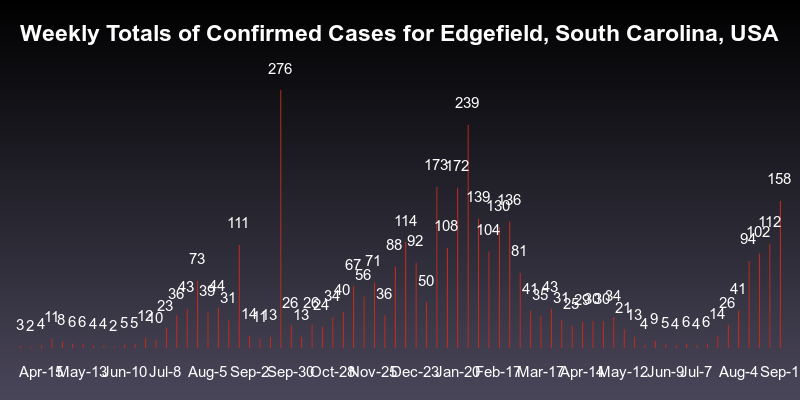 Weekly Totals of Confirmed Cases for Edgefield, South Carolina, USA
3 2 4 11 8 6 6 4 4 2 5 5 12 10 23 36 43 73 39 44 31 111 14 11 13 276 26 13 26 24 34 40 67 56 71 36 88 114 92 50 173 108 172 239 139 104 130 136 81 41 35 43 31 25 29 30 30 34 21 13 4 9 5 4 6 4 6 14 26 41 94 102 112 158
Apr-15 May-13 Jun-10 Jul-8 Aug-5 Sep-2 Sep-30 Oct-28 Nov-25 Dec-23 Jan-20 Feb-17 Mar-17 Apr-14 May-12 Jun-9 Jul-7 Aug-4 Sep-1